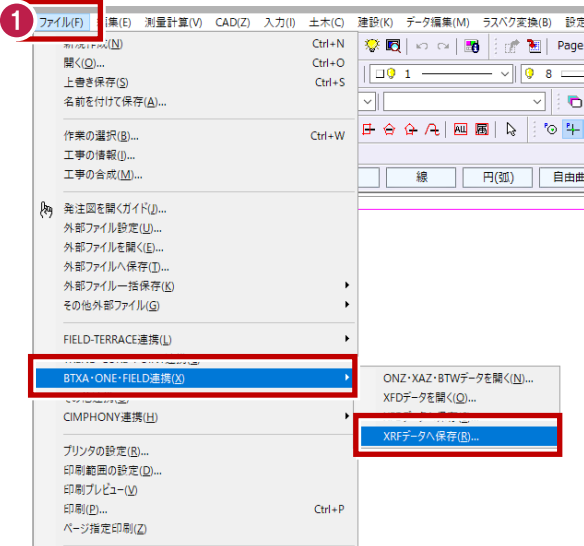 1
ファイル(F) 集(E) 測量計算(V) CAD(Z) 入力(I) 土木(C) 建設(K) データ編集(M) ラスベク変換(B) 設定
新規作成(N) Ctrl+N
開く(O)... Ctrl+O
上書き保存(S) Ctrl+S
名前を付けて保存(A)...
作業の選択(B)... Ctrl+W
工事の情報(I)...
工事の合成(M)...
発注図を開くガイド(J)...
外部ファイル設定(U)...
外部ファイルを開く(E)...
外部ファイルへ保存(T)...
外部ファイル一括保存(K)
その他外部ファイル(G)
FIELD-TERRACE連携(L)
BTXA・ONE・FIELD連携(X)
CIMPHONY連携(H)
プリンタの設定(R)...
印刷範囲の設定(D)...
印刷プレビュー(V)
印刷(P)... Ctrl+P
ページ指定印刷(Z)
Page
1 8
ALL
線 円(弧) 自由曲
ONZ・XAZ・BTWデータを開く(N)...
XFDデータを開く(O)...
XRFデータへ保存(R)...